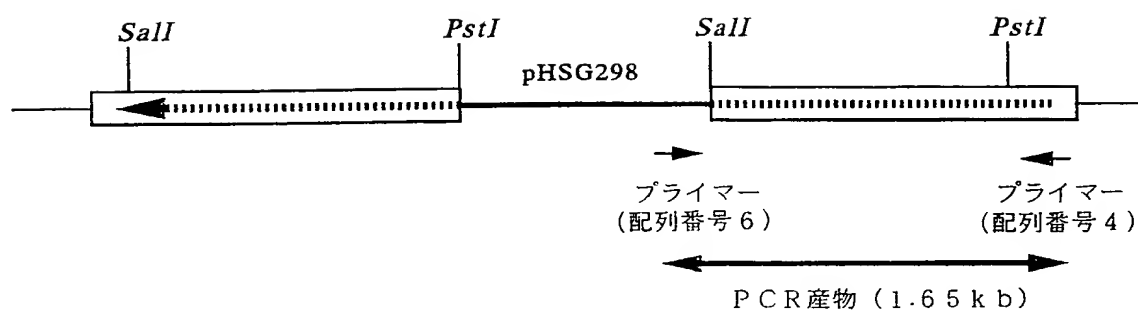 SalI PstI SalI PstI
pHSG298
プライマー プライマー
(配列番号6) (配列番号4)
PCR産物 (1.65kb)